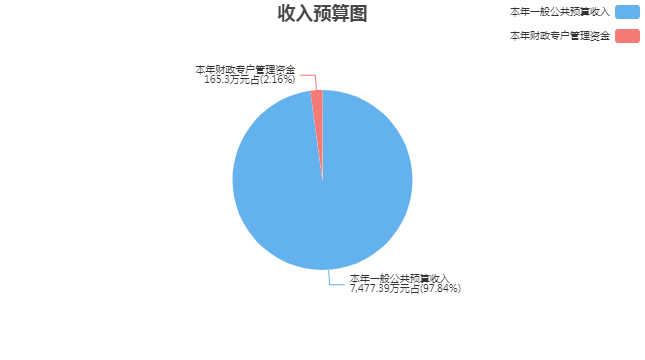 收入预算图
本年一般公共预算收入
本年财政专户管理资金
本年财政专户管理资金
165.3万元占(2.16%)
本年一般公共预算收入
7,477.39万元占(97.84%)